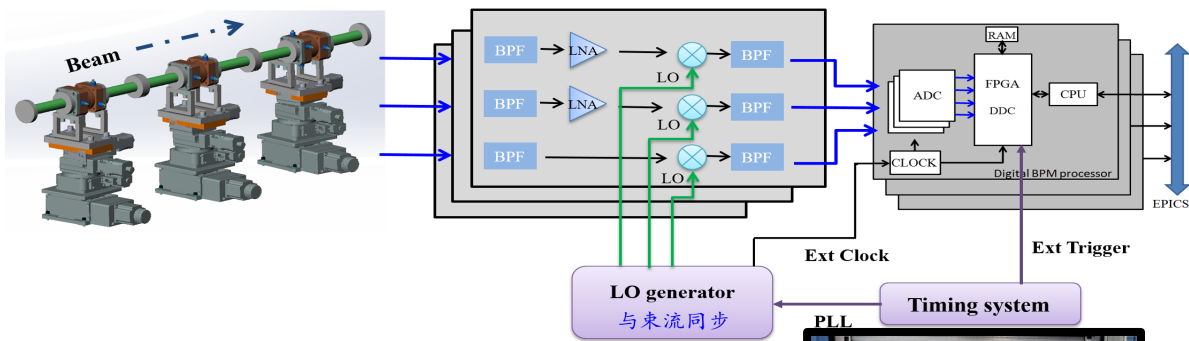 Beam
BPF
LNA
LO
BPF
BPF
LNA
LO
BPF
BPF
LO
BPF
RAM
ADC
FPGA
DDC
CPU
CLOCK
Digital BPM processor
EPICS
Ext Clock
Ext Trigger
LO generator
与束流同步
Timing system
PLL